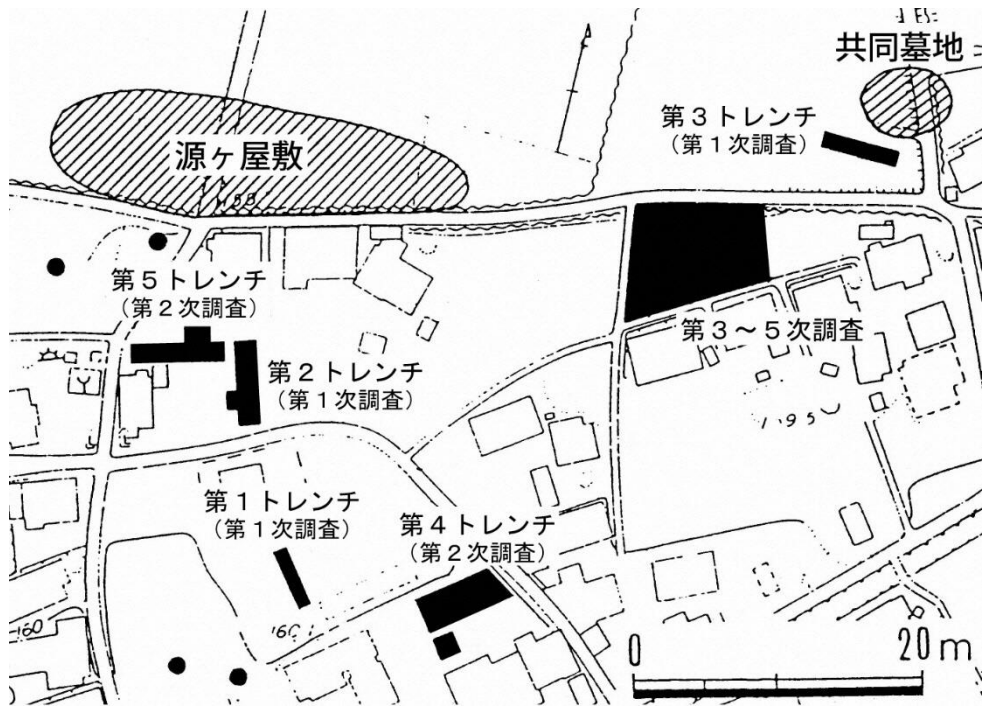 共同墓地
第3トレンチ
(第1次調査)
源ヶ屋敷
第5トレンチ
(第2次調査)
第3~5次調査
第2トレンチ
(第1次調査)
第1トレンチ
(第1次調査)
第4トレンチ
(第2次調査)
160
160
0 20m